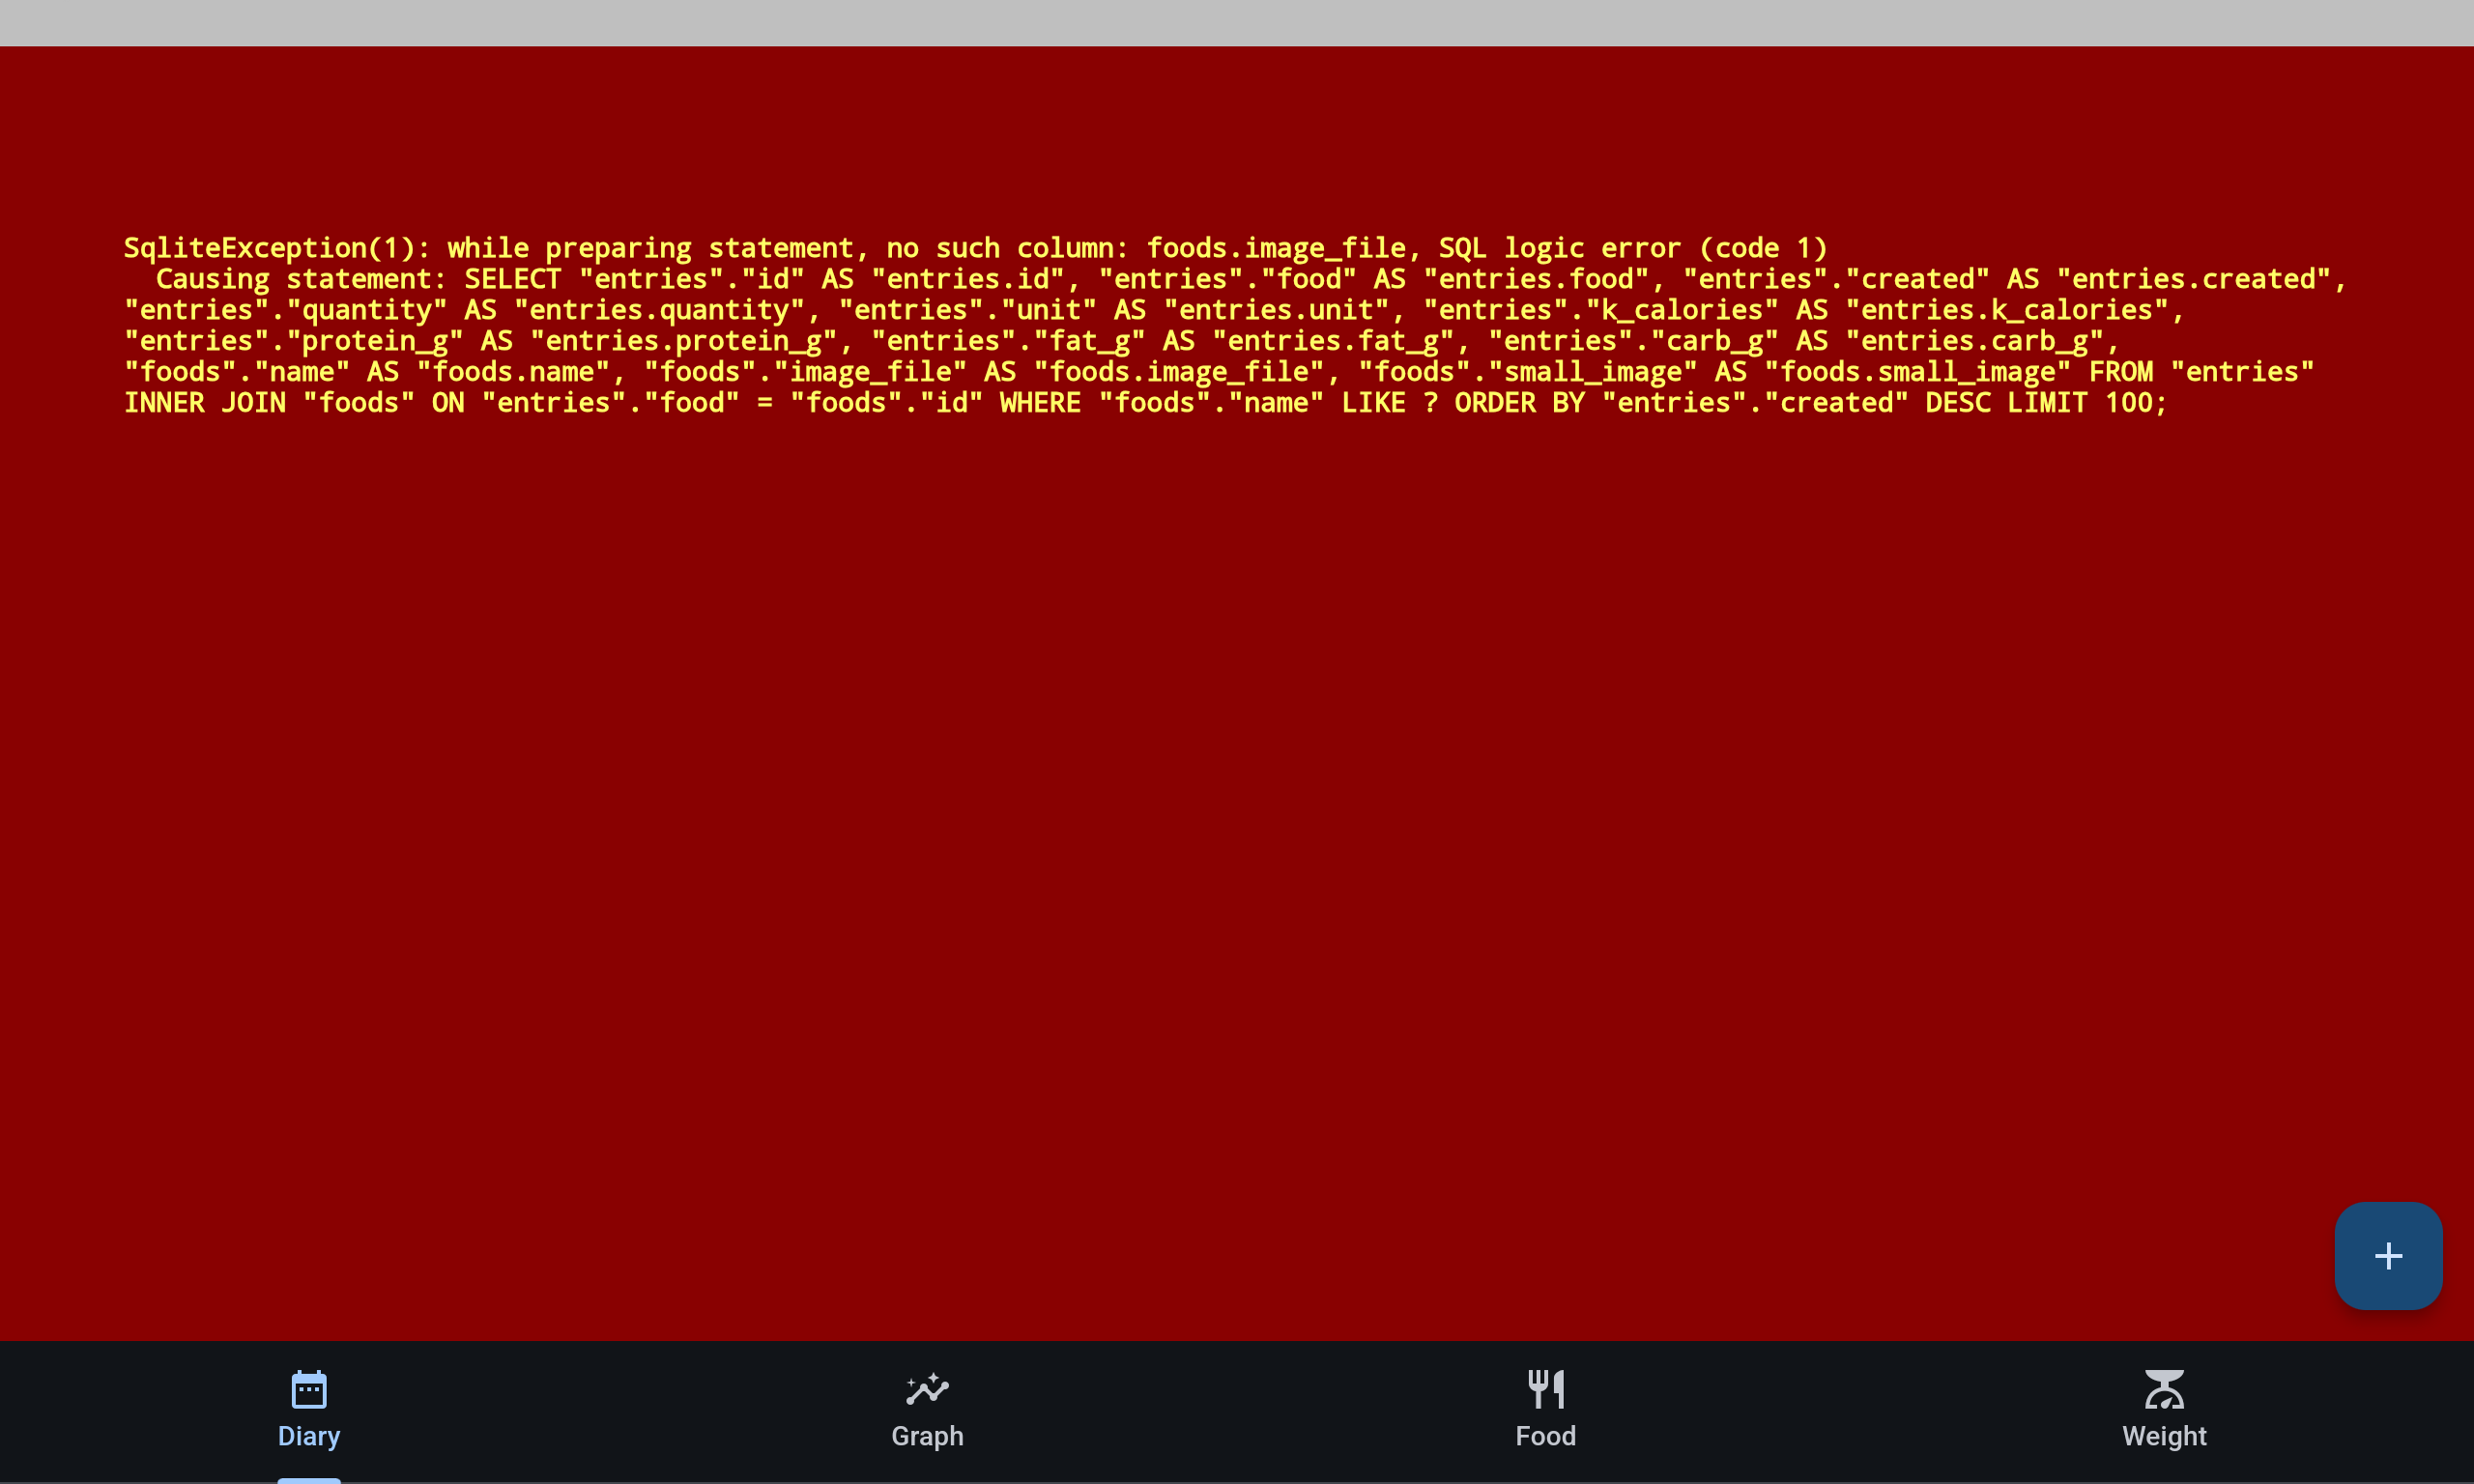 SqliteException(1): while preparing statement, no such column: foods.image_file, SQL logic error (code 1)
Causing statement: SELECT "entries"."id" AS "entries.id", "entries"."food" AS "entries.food", "entries"."created" AS "entries.created",
"entries"."quantity" AS "entries.quantity", "entries"."unit" AS "entries.unit", "entries"."k_calories" AS "entries.k_calories",
"entries"."protein_g" AS "entries.protein_g", "entries"."fat_g" AS "entries.fat_g", "entries"."carb_g" AS "entries.carb_g",
"foods"."name" AS "foods.name", "foods"."image_file" AS "foods.image_file", "foods"."small_image" AS "foods.small_image" FROM "entries"
INNER JOIN "foods" ON "entries"."food" = "foods"."id" WHERE "foods"."name" LIKE ? ORDER BY "entries"."created" DESC LIMIT 100;
Diary
Graph
Food
Weight